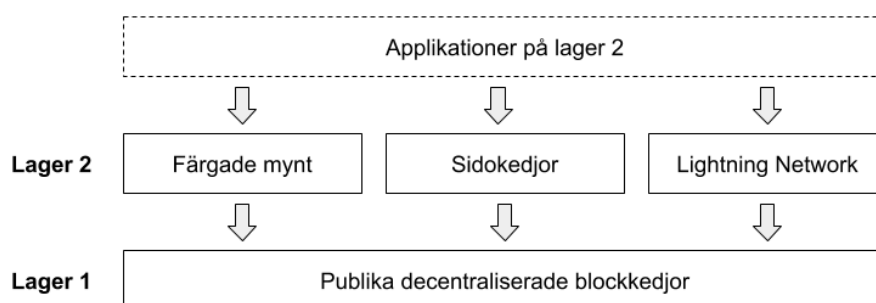 Applikationer på lager 2
Lager 2 Färgade mynt Sidokedjor Lightning Network
Lager 1 Publika decentraliserade blockkedjor